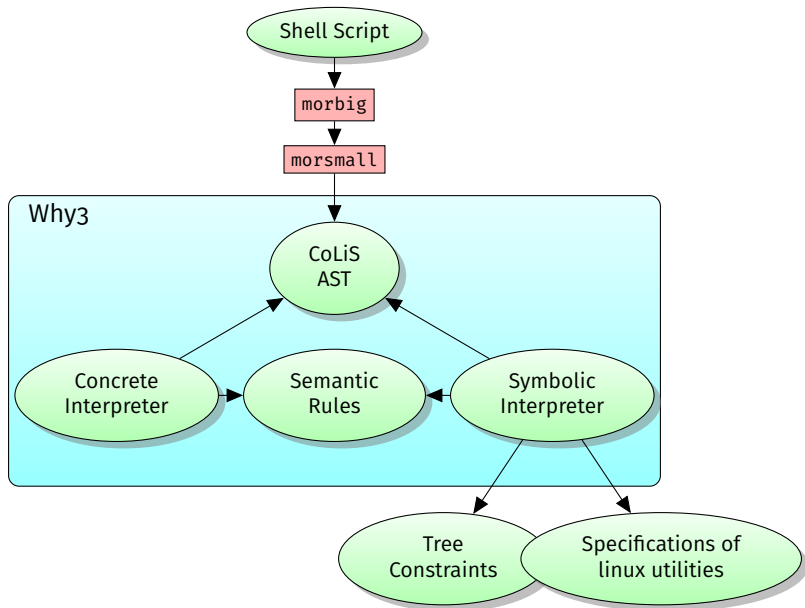 Shell Script
morbig
morsmall
Why3
CoLiS
AST
Concrete
Interpreter
Semantic
Rules
Symbolic
Interpreter
Tree
Constraints
Specifications of
linux utilities